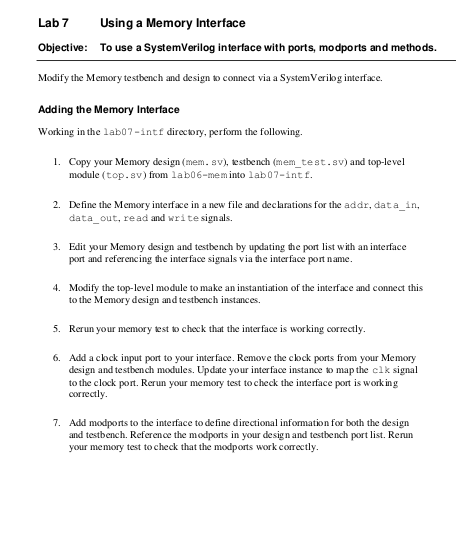 Lab 7 Using a Memory Interface
Objective: To use a SystemVerilog interface with ports, modports and methods.
Modify the Memory testbench and design to connect via a SystemVerilog interface.
Adding the Memory Interface
Working in the lab07-intf directory, perform the following.
1. Copy your Memory design (mem.sv), testbench (mem_test.sv) and top-level
module (top.sv) from lab06-mem into lab07-intf.
2. Define the Memory interface in a new file and declarations for the addr, data_in,
data_out, read and write signals.
3. Edit your Memory design and testbench by updating the port list with an interface
port and referencing the interface signals via the interface port name.
4. Modify the top-level module to make an instantiation of the interface and connect this
to the Memory design and testbench instances.
5. Rerun your memory test to check that the interface is working correctly.
6. Add a clock input port to your interface. Remove the clock ports from your Memory
design and testbench modules. Update your interface instance to map the clk signal
to the clock port. Rerun your memory test to check the interface port is working
correctly.
7. Add modports to the interface to define directional information for both the design
and testbench. Reference the modports in your design and testbench port list. Rerun
your memory test to check that the modports work correctly.